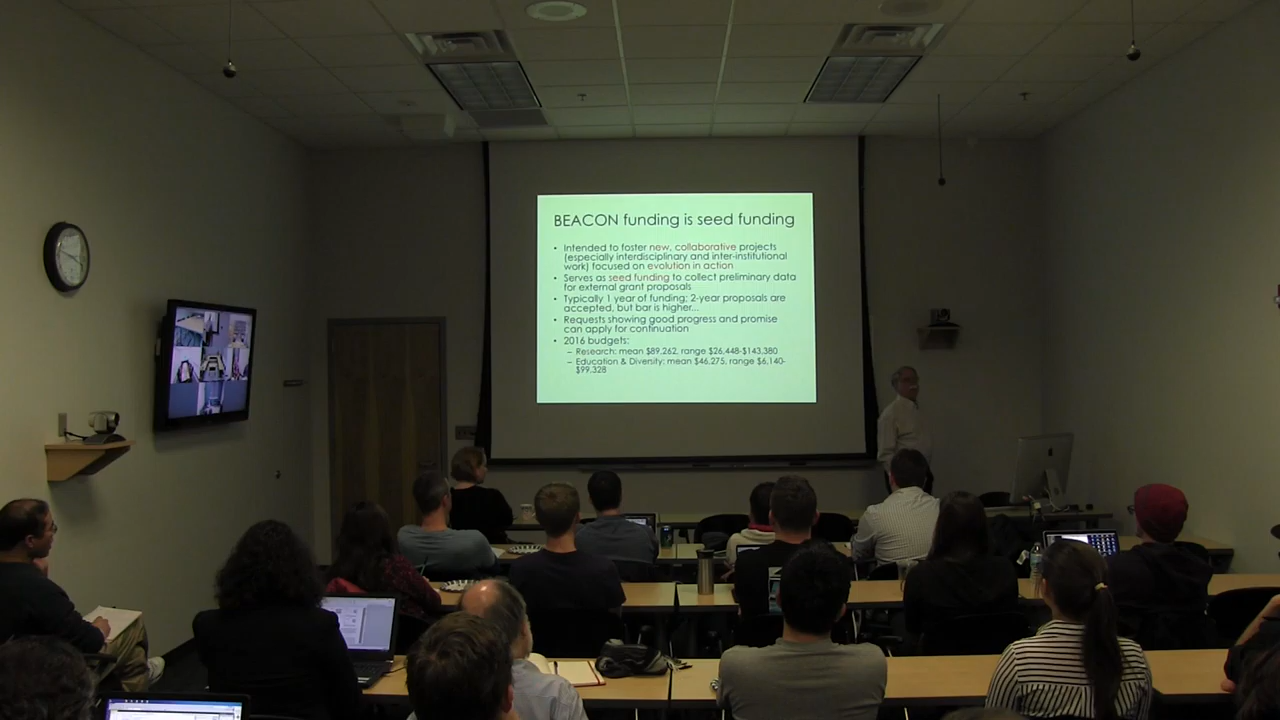 BEACON funding is seed funding
• Intended to foster new, collaborative projects
(especially interdisciplinary and inter-institutional
work) focused on evolution in action
• Serves as seed funding to collect preliminary data
for external grant proposals
• Typically 1 year of funding; 2-year proposals are
accepted, but bar is higher...
• Requests showing good progress and promise
can apply for continuation
• 2016 budgets:
– Research: mean $89,262, range $26,448-$143,380
– Education & Diversity: mean $46,275, range $6,140-
$99,328